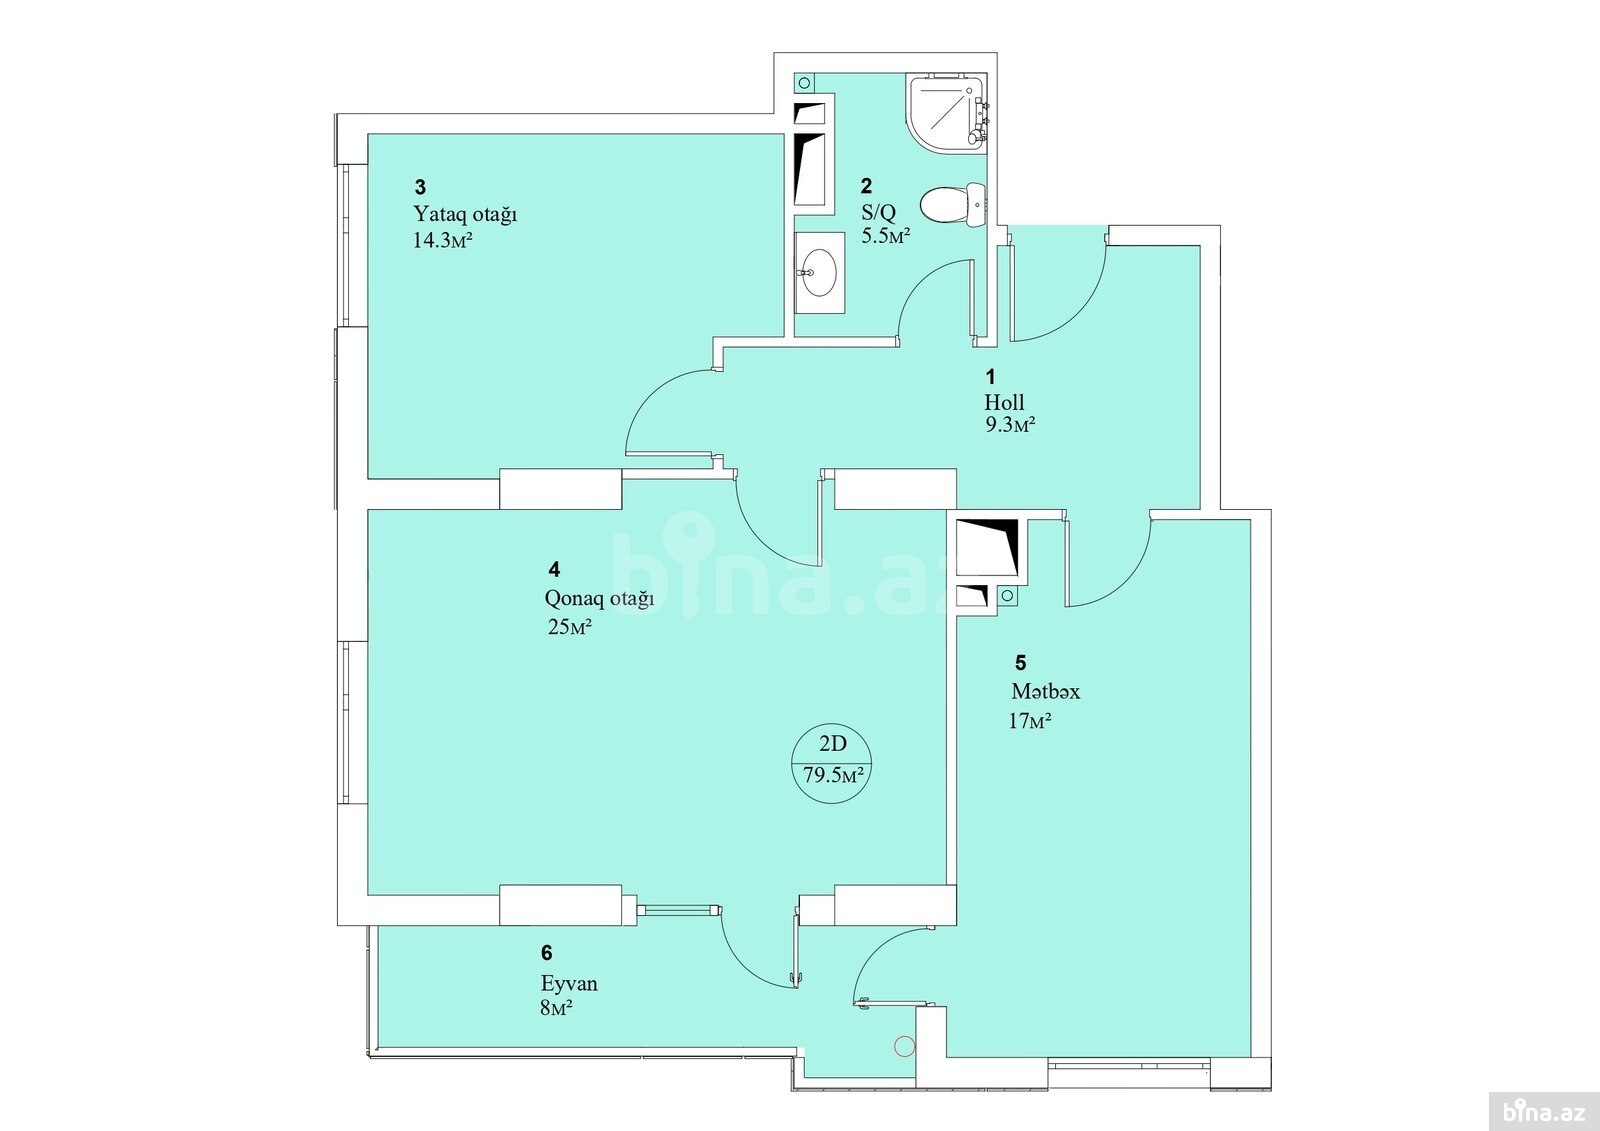 3
Yataq otağı
14.3м²
2
S/Q
5.5м²
1
Holl
9.3м²
4
Qonaq otağı
25м²
bina.az
5
Mətbəx
17м²
2D
79.5м²
6
Eyvan
8м²
bina.az